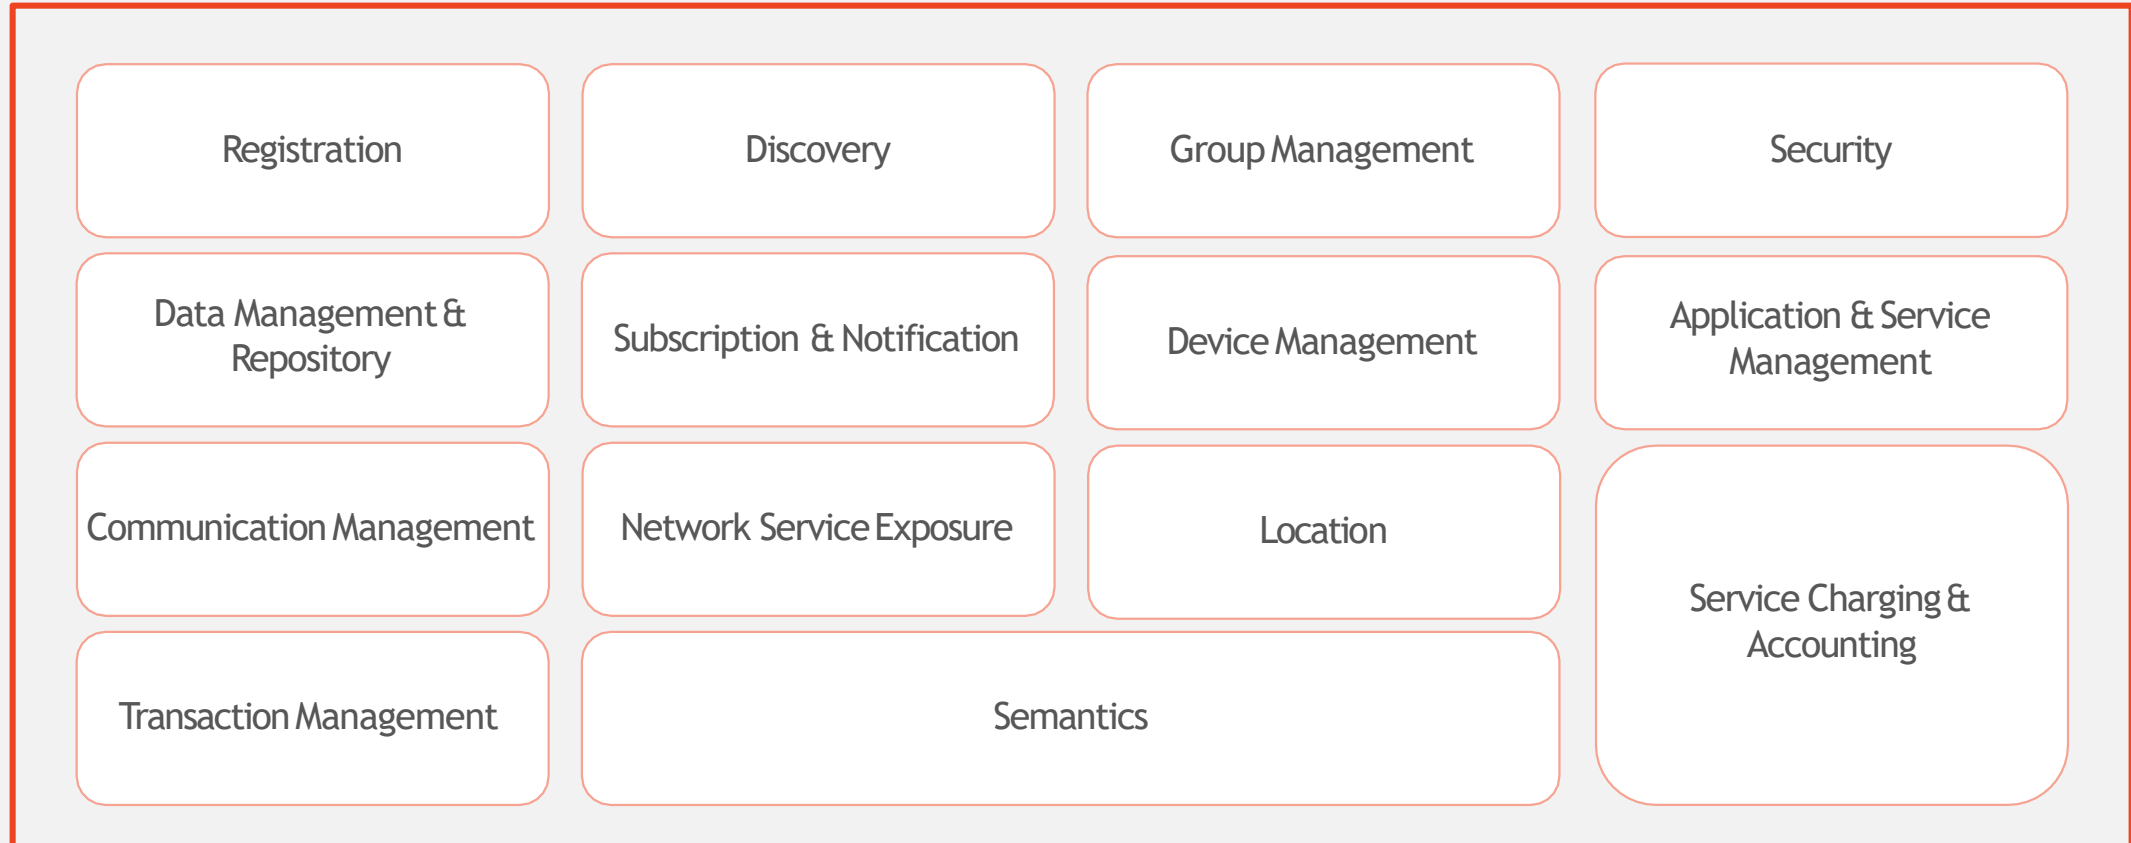 Registration
Discovery
Group Management
Security
Data Management &
Repository
Subscription & Notification
Device Management
Application & Service
Management
Communication Management
Network Service Exposure
Location
Service Charging &
Accounting
Transaction Management
Semantics